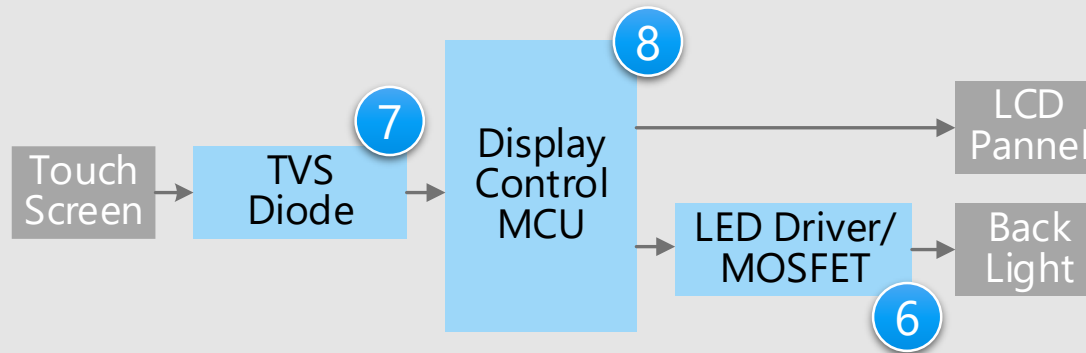 8
7
Touch
Screen
TVS
Diode
Display
Control
MCU
LCD
Pannel
LED Driver/
MOSFET
Back
Light
6